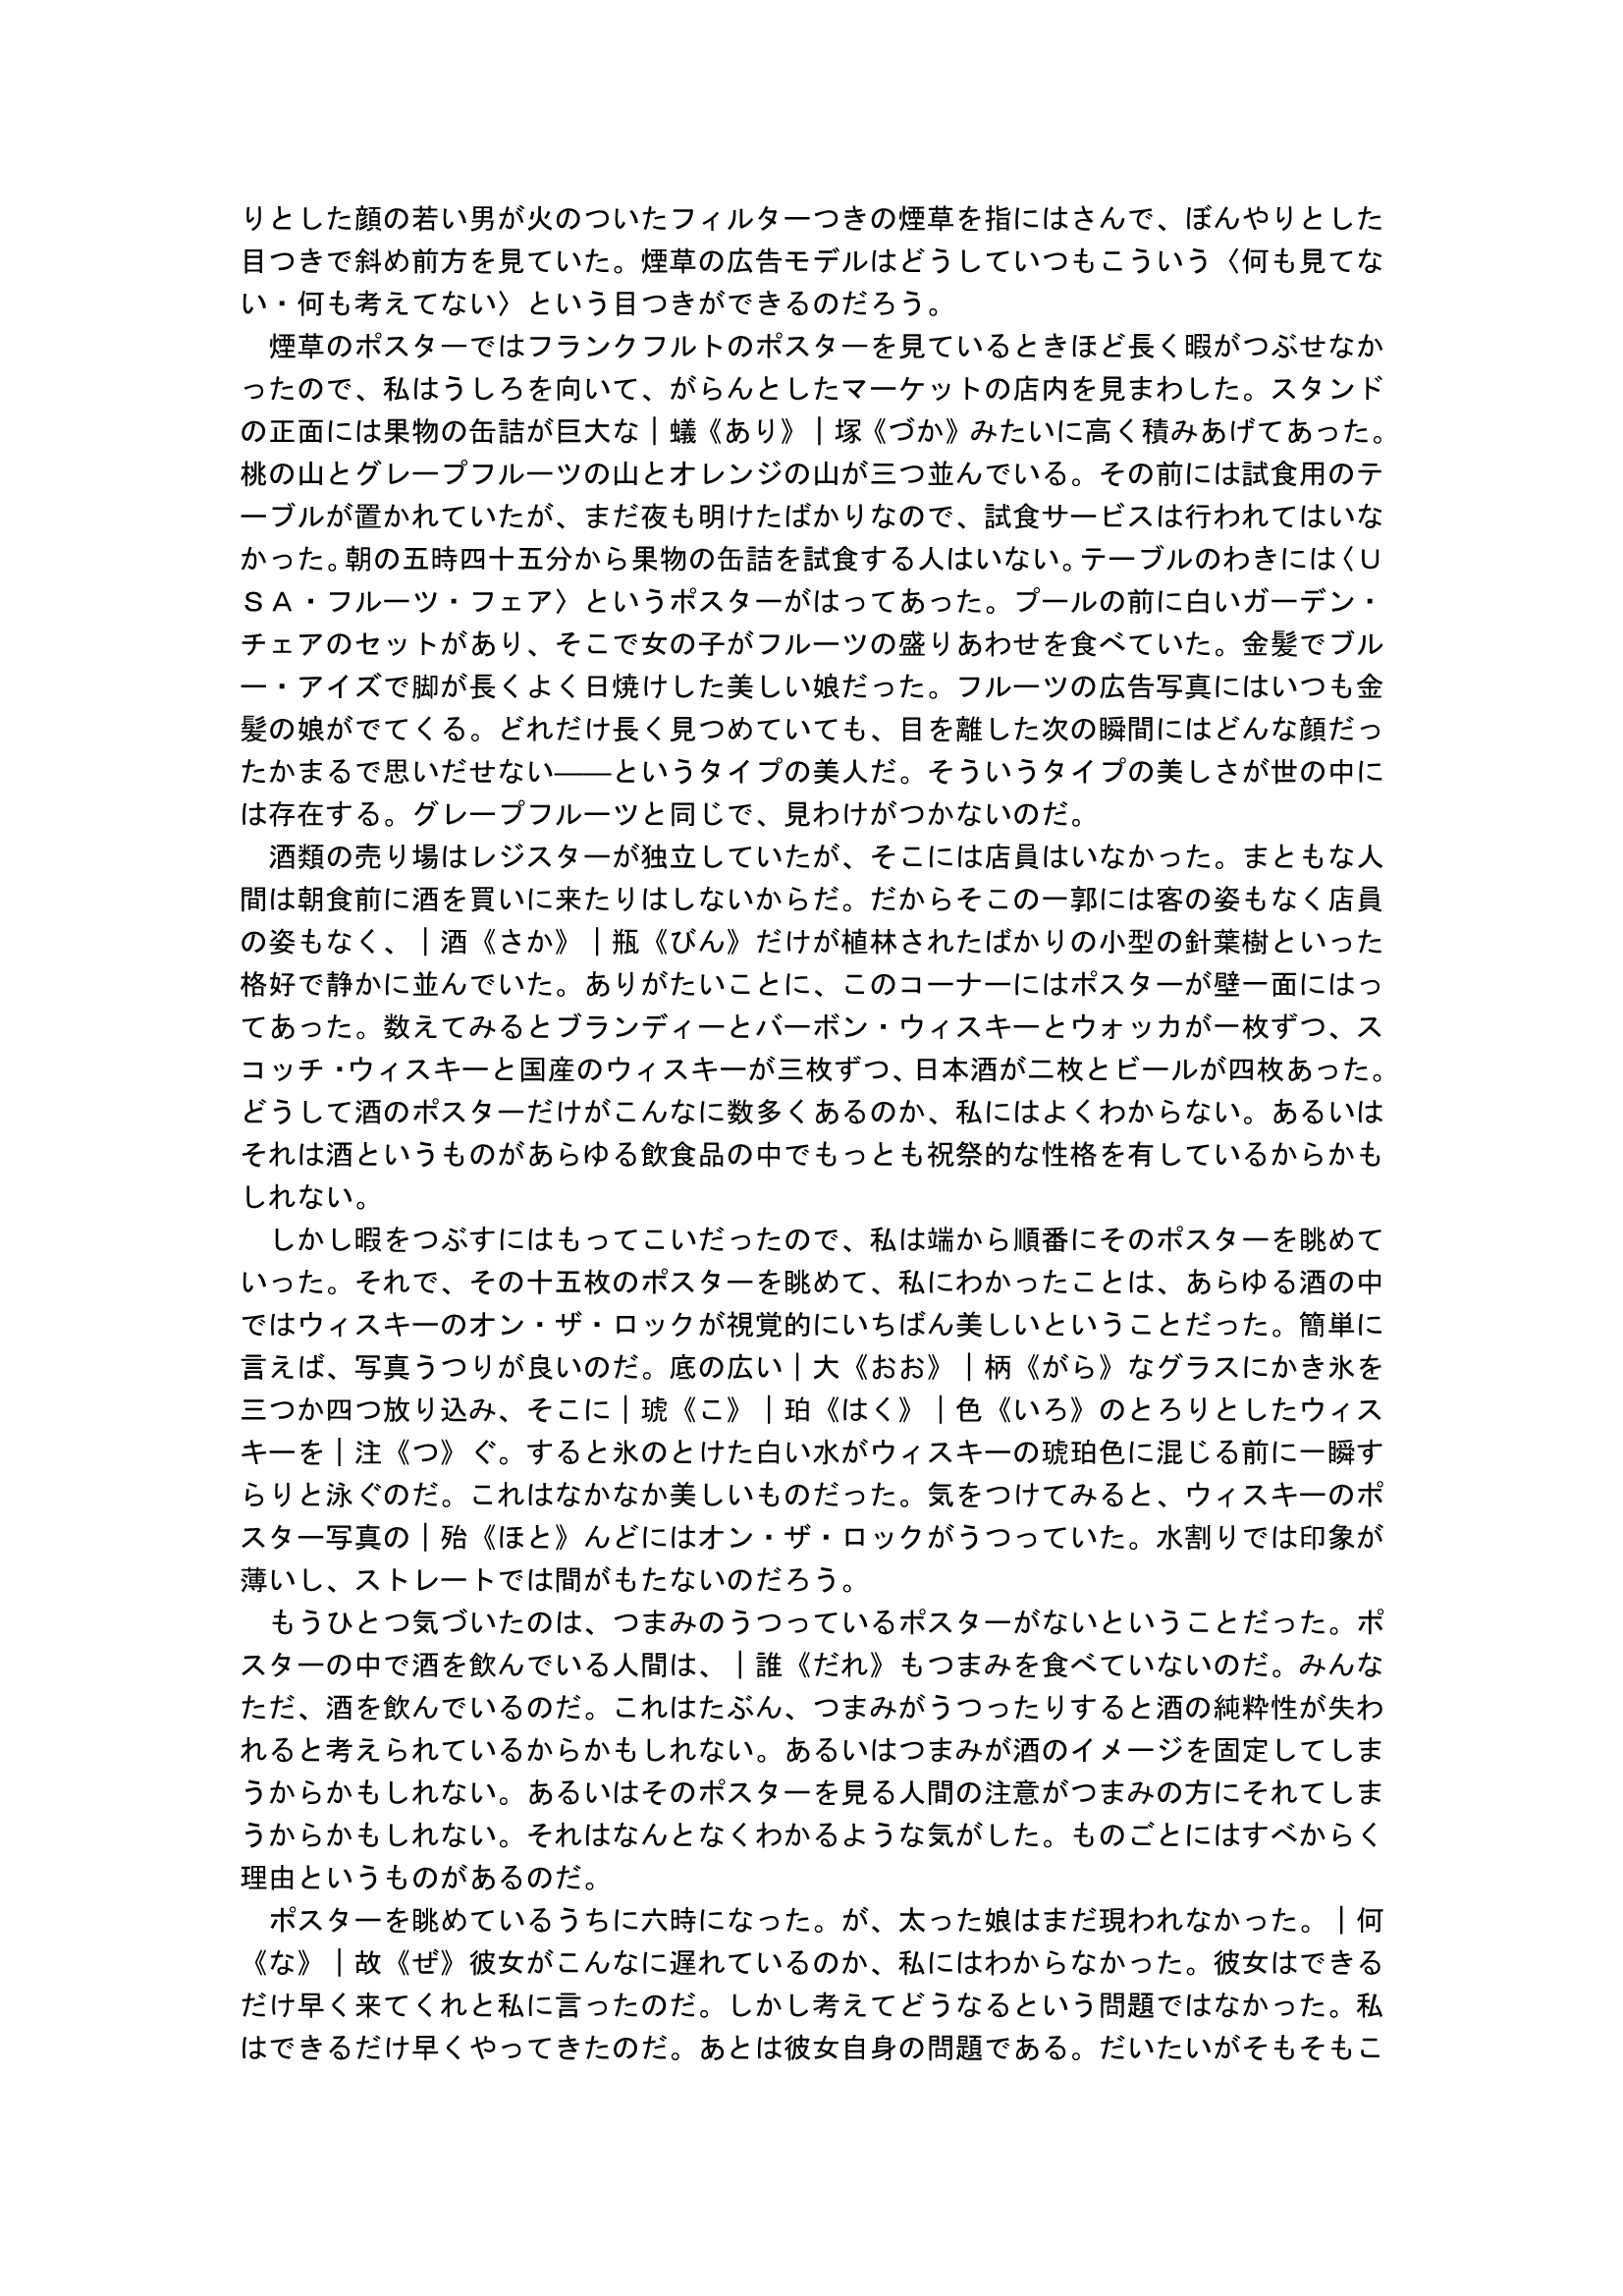 りとした顔の若い男が火のついたフィルターつきの煙草を指にはさんで、ぼんやりとした
目つきで斜め前方を見ていた。煙草の広告モデルはどうしていつもこういう〈何も見てな
い・何も考えてない〉という目つきができるのだろう。
　煙草のポスターではフランクフルトのポスターを見ているときほど長く暇がつぶせなか
ったので、私はうしろを向いて、がらんとしたマーケットの店内を見まわした。スタンド
の正面には果物の缶詰が巨大な｜蟻《あり》｜塚《づか》みたいに高く積みあげてあった。
桃の山とグレープフルーツの山とオレンジの山が三つ並んでいる。その前には試食用のテ
ーブルが置かれていたが、まだ夜も明けたばかりなので、試食サービスは行われてはいな
かった。朝の五時四十五分から果物の缶詰を試食する人はいない。テーブルのわきには〈Ｕ
ＳＡ・フルーツ・フェア〉というポスターがはってあった。プールの前に白いガーデン・
チェアのセットがあり、そこで女の子がフルーツの盛りあわせを食べていた。金髪でブル
ー・アイズで脚が長くよく日焼けした美しい娘だった。フルーツの広告写真にはいつも金
髪の娘がでてくる。どれだけ長く見つめていても、目を離した次の瞬間にはどんな顔だっ
たかまるで思いだせない――というタイプの美人だ。そういうタイプの美しさが世の中に
は存在する。グレープフルーツと同じで、見わけがつかないのだ。
　酒類の売り場はレジスターが独立していたが、そこには店員はいなかった。まともな人
間は朝食前に酒を買いに来たりはしないからだ。だからそこの一郭には客の姿もなく店員
の姿もなく、｜酒《さか》｜瓶《びん》だけが植林されたばかりの小型の針葉樹といった
格好で静かに並んでいた。ありがたいことに、このコーナーにはポスターが壁一面にはっ
てあった。数えてみるとブランディーとバーボン・ウィスキーとウォッカが一枚ずつ、ス
コッチ・ウィスキーと国産のウィスキーが三枚ずつ、日本酒が二枚とビールが四枚あった。
どうして酒のポスターだけがこんなに数多くあるのか、私にはよくわからない。あるいは
それは酒というものがあらゆる飲食品の中でもっとも祝祭的な性格を有しているからかも
しれない。
　しかし暇をつぶすにはもってこいだったので、私は端から順番にそのポスターを眺めて
いった。それで、その十五枚のポスターを眺めて、私にわかったことは、あらゆる酒の中
ではウィスキーのオン・ザ・ロックが視覚的にいちばん美しいということだった。簡単に
言えば、写真うつりが良いのだ。底の広い｜大《おお》｜柄《がら》なグラスにかき氷を
三つか四つ放り込み、そこに｜琥《こ》｜珀《はく》｜色《いろ》のとろりとしたウィス
キーを｜注《つ》ぐ。すると氷のとけた白い水がウィスキーの琥珀色に混じる前に一瞬す
らりと泳ぐのだ。これはなかなか美しいものだった。気をつけてみると、ウィスキーのポ
スター写真の｜殆《ほと》んどにはオン・ザ・ロックがうつっていた。水割りでは印象が
薄いし、ストレートでは間がもたないのだろう。
　もうひとつ気づいたのは、つまみのうつっているポスターがないということだった。ポ
スターの中で酒を飲んでいる人間は、｜誰《だれ》もつまみを食べていないのだ。みんな
ただ、酒を飲んでいるのだ。これはたぶん、つまみがうつったりすると酒の純粋性が失わ
れると考えられているからかもしれない。あるいはつまみが酒のイメージを固定してしま
うからかもしれない。あるいはそのポスターを見る人間の注意がつまみの方にそれてしま
うからかもしれない。それはなんとなくわかるような気がした。ものごとにはすべからく
理由というものがあるのだ。
　ポスターを眺めているうちに六時になった。が、太った娘はまだ現われなかった。｜何
《な》｜故《ぜ》彼女がこんなに遅れているのか、私にはわからなかった。彼女はできる
だけ早く来てくれと私に言ったのだ。しかし考えてどうなるという問題ではなかった。私
はできるだけ早くやってきたのだ。あとは彼女自身の問題である。だいたいがそもそもこ